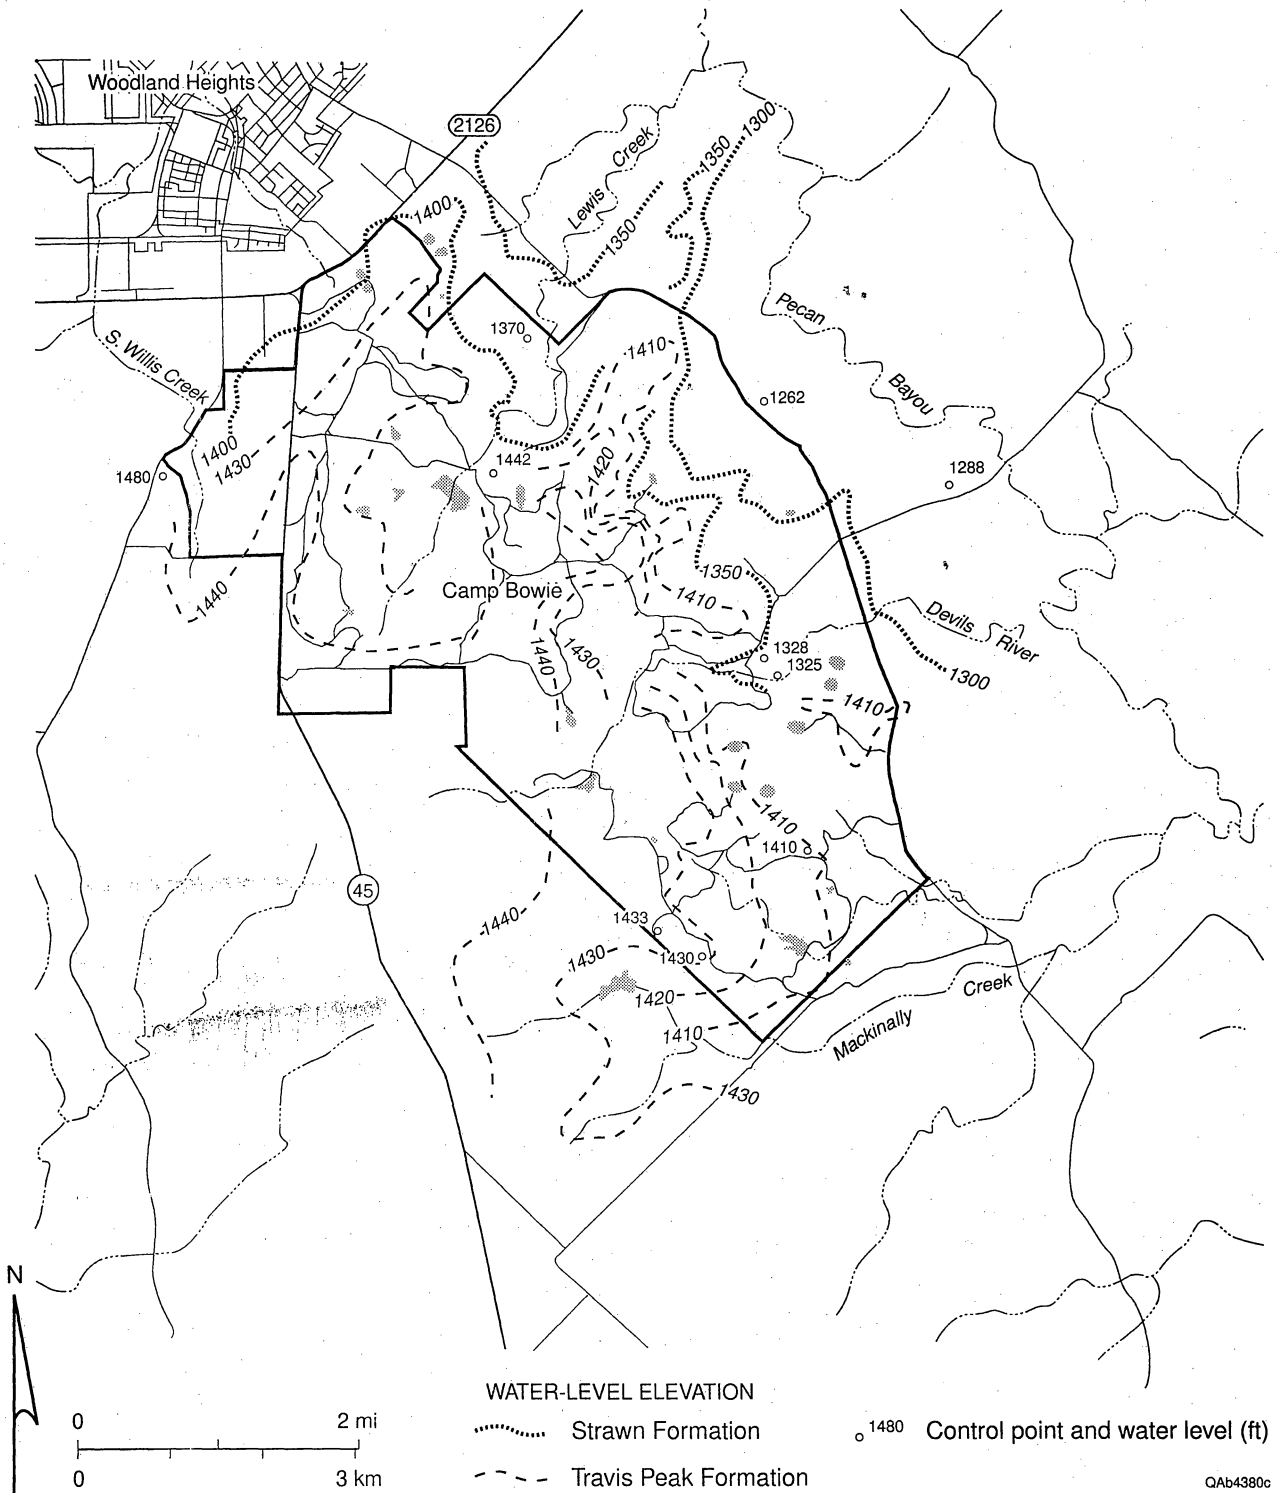 Woodland Heights
2126
Lewis Creek
1300
1350
1400
1350
Pecan
Bayou
1370
1410
S. Willis Creek
1262
1400
1430
1480
1442
1420
1288
1440
Camp Bowie
1350
1410
Devils River
1440
1430
1328
1325
1300
1410
1410
1410
45
1440
1433
1430
1430
1420
1410
Creek
Mackinally
1430
N
WATER-LEVEL ELEVATION
0 2 mi
0 3 km
Strawn Formation
Travis Peak Formation
1480 Control point and water level (ft)
QAb4380c